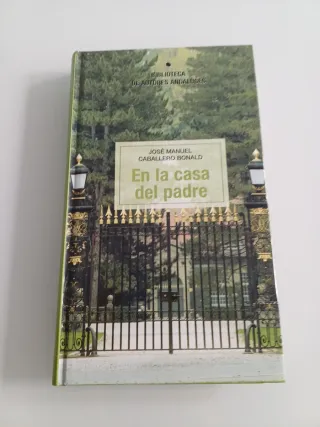 BIBLIOTECA
DE AUTORES ANDALUCES
JOSÉ MANUEL
CABALLERO BONALD
En la casa
del padre